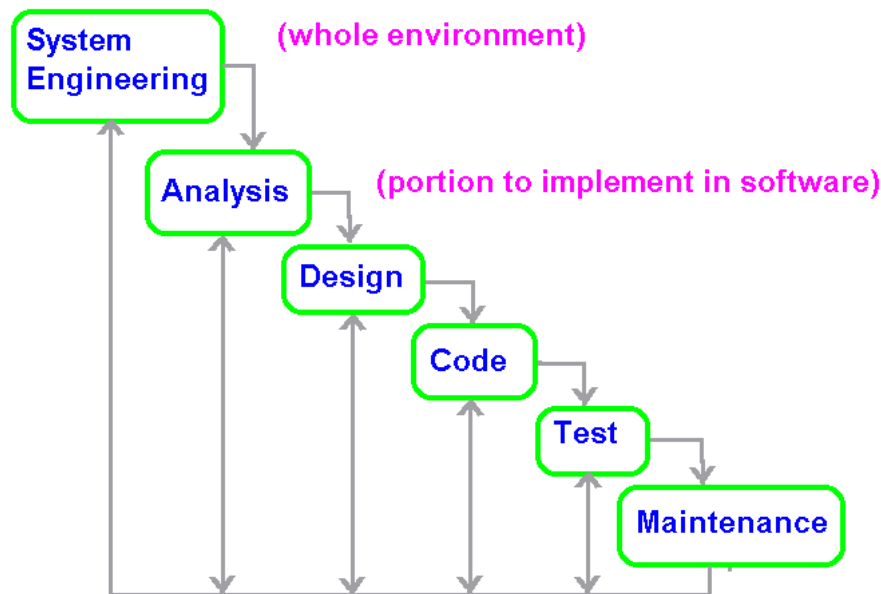 System
Engineering
(whole environment)
Analysis
(portion to implement in software)
Design
Code
Test
Maintenance